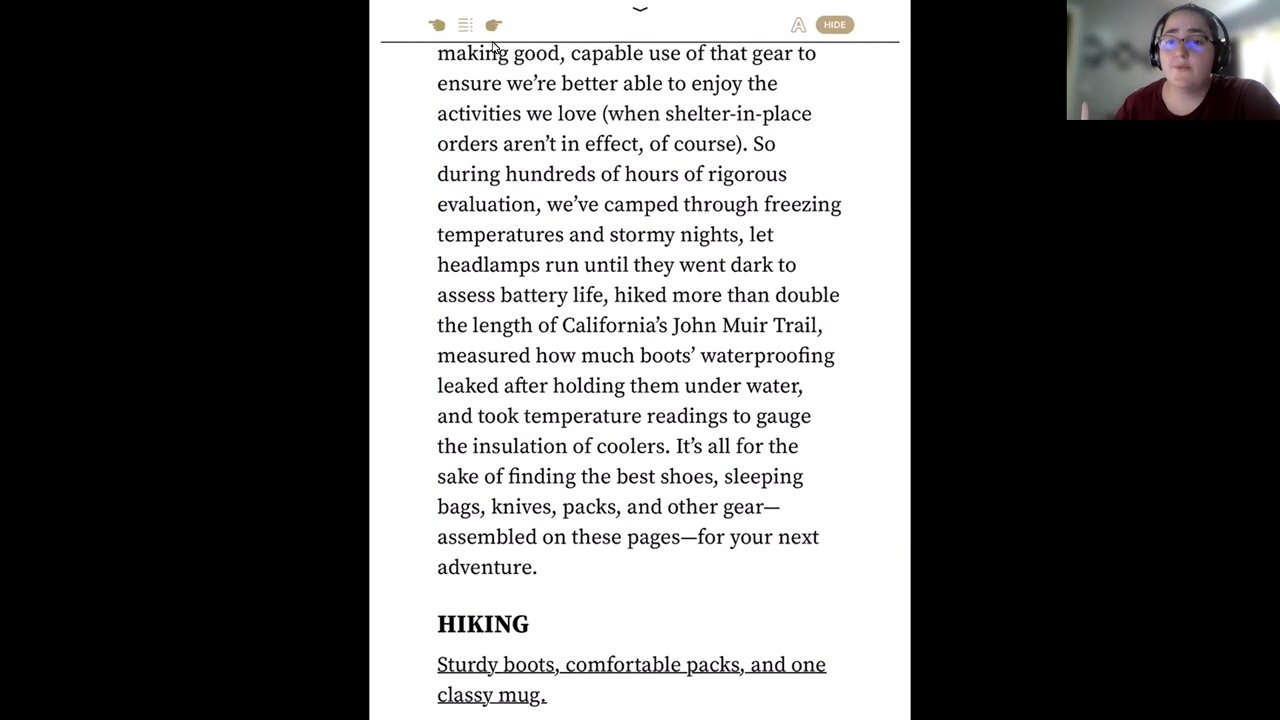 A HIDE
making good, capable use of that gear to
ensure we’re better able to enjoy the
activities we love (when shelter-in-place
orders aren’t in effect, of course). So
during hundreds of hours of rigorous
evaluation, we’ve camped through freezing
temperatures and stormy nights, let
headlamps run until they went dark to
assess battery life, hiked more than double
the length of California’s John Muir Trail,
measured how much boots’ waterproofing
leaked after holding them under water,
and took temperature readings to gauge
the insulation of coolers. It’s all for the
sake of finding the best shoes, sleeping
bags, knives, packs, and other gear—
assembled on these pages—for your next
adventure.
HIKING
Sturdy boots, comfortable packs, and one
classy mug.